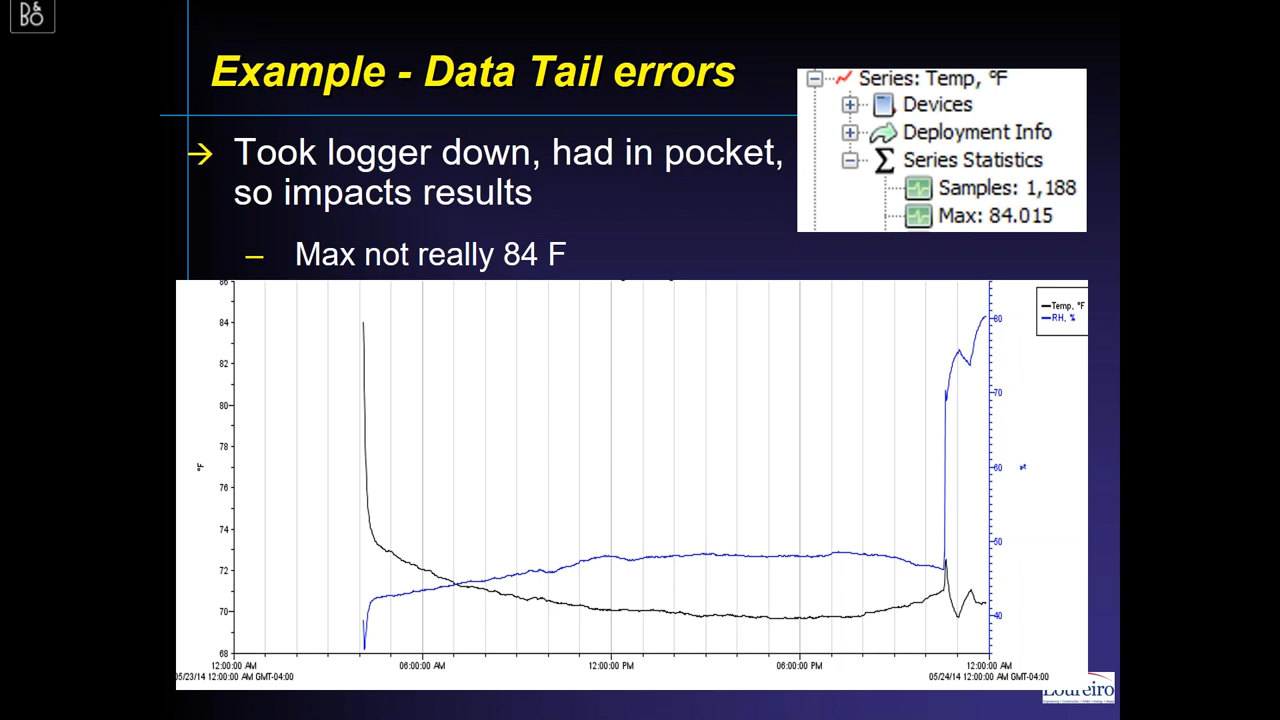 B&O
Example - Data Tail errors
→ Took logger down, had in pocket,
so impacts results
– Max not really 84 F
Series: Temp, °F
Devices
Deployment Info
Series Statistics
Samples: 1,188
Max: 84.015
86
84
82
80
78
76
74
72
70
68
°F
80
70
60
50
40
%
Temp, °F
RH, %
12:00:00 AM
06:00:00 AM
12:00:00 PM
06:00:00 PM
12:00:00 AM
05/23/14 12:00:00 AM GMT-04:00
05/24/14 12:00:00 AM GMT-04:00
Loureiro